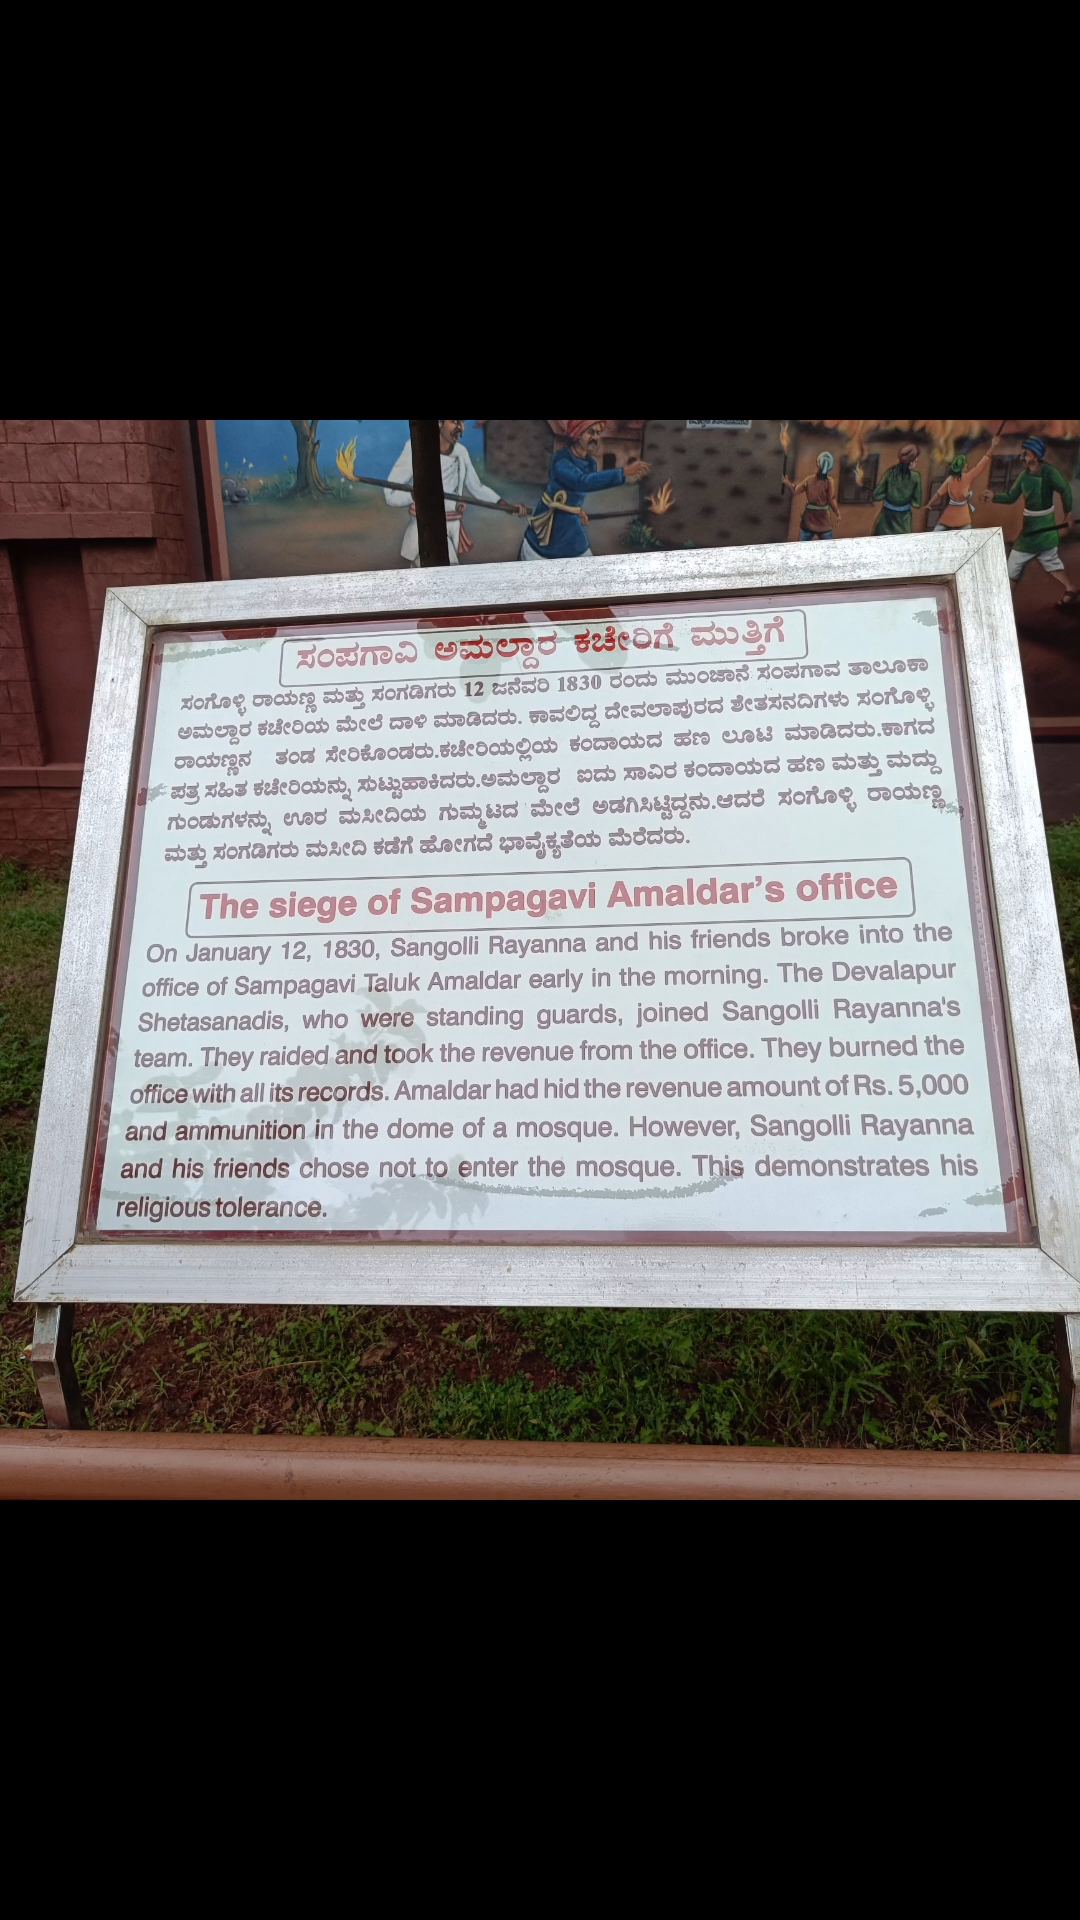 ಸಂಪಗಾವಿ ಅಮಲ್ದಾರ ಕಚೇರಿಗೆ ಮುತ್ತಿಗೆ
ಸಂಗೊಳ್ಳಿ ರಾಯಣ್ಣ ಮತ್ತು ಸಂಗಡಿಗರು 12 ಜನೆವರಿ 1830 ರಂದು ಮುಂಜಾನೆ ಸಂಪಗಾವ ತಾಲೂಕಾ
ಅಮಲ್ದಾರ ಕಚೇರಿಯ ಮೇಲೆ ದಾಳಿ ಮಾಡಿದರು. ಕಾವಲಿದ್ದ ದೇವಲಾಪುರದ ಶೇತಸನದಿಗಳು ಸಂಗೊಳ್ಳಿ
ರಾಯಣ್ಣನ ತಂಡ ಸೇರಿಕೊಂಡರು.ಕಚೇರಿಯಲ್ಲಿಯ ಕಂದಾಯದ ಹಣ ಲೂಟಿ ಮಾಡಿದರು.ಕಾಗದ
ಪತ್ರ ಸಹಿತ ಕಚೇರಿಯನ್ನು ಸುಟ್ಟುಹಾಕಿದರು.ಅಮಲ್ದಾರ ಐದು ಸಾವಿರ ಕಂದಾಯದ ಹಣ ಮತ್ತು ಮದ್ದು
ಗುಂಡುಗಳನ್ನು ಊರ ಮಸೀದಿಯ ಗುಮ್ಮಟದ ಮೇಲೆ ಅಡಗಿಸಿಟ್ಟಿದ್ದನು.ಆದರೆ ಸಂಗೊಳ್ಳಿ ರಾಯಣ್ಣ
ಮತ್ತು ಸಂಗಡಿಗರು ಮಸೀದಿ ಕಡೆಗೆ ಹೋಗದೆ ಭಾವೈಕ್ಯತೆಯ ಮೆರೆದರು.
The siege of Sampagavi Amaldar's office
On January 12, 1830, Sangolli Rayanna and his friends broke into the
office of Sampagavi Taluk Amaldar early in the morning. The Devalapur
Shetasanadis, who were standing guards, joined Sangolli Rayanna's
team. They raided and took the revenue from the office. They burned the
office with all its records. Amaldar had hid the revenue amount of Rs. 5,000
and ammunition in the dome of a mosque. However, Sangolli Rayanna
and his friends chose not to enter the mosque. This demonstrates his
religious tolerance.